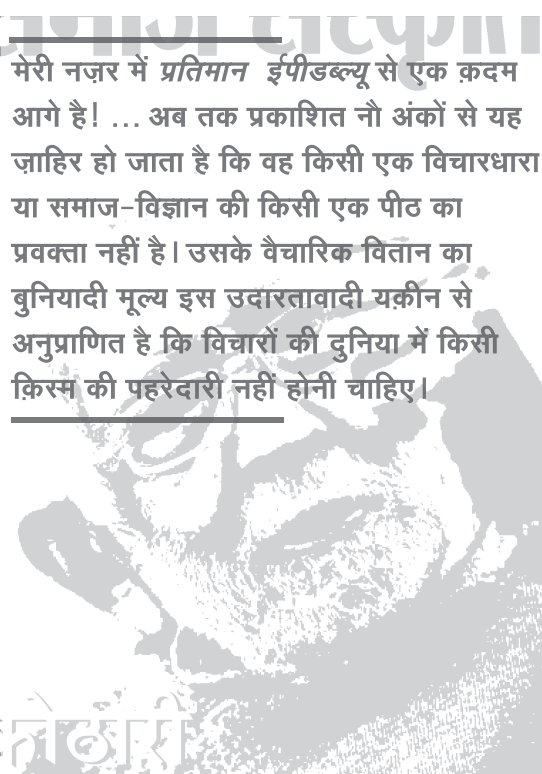 समाज संस्कृति
मेरी नज़र में प्रतिमान ईपीडब्ल्यू से एक क़दम
आगे है! ... अब तक प्रकाशित नौ अंकों से यह
ज़ाहिर हो जाता है कि वह किसी एक विचारधारा
या समाज-विज्ञान की किसी एक पीठ का
प्रवक्ता नहीं है। उसके वैचारिक वितान का
बुनियादी मूल्य इस उदारतावादी यक़ीन से
अनुप्राणित है कि विचारों की दुनिया में किसी
क़िस्म की पहरेदारी नहीं होनी चाहिए।
कोठारी